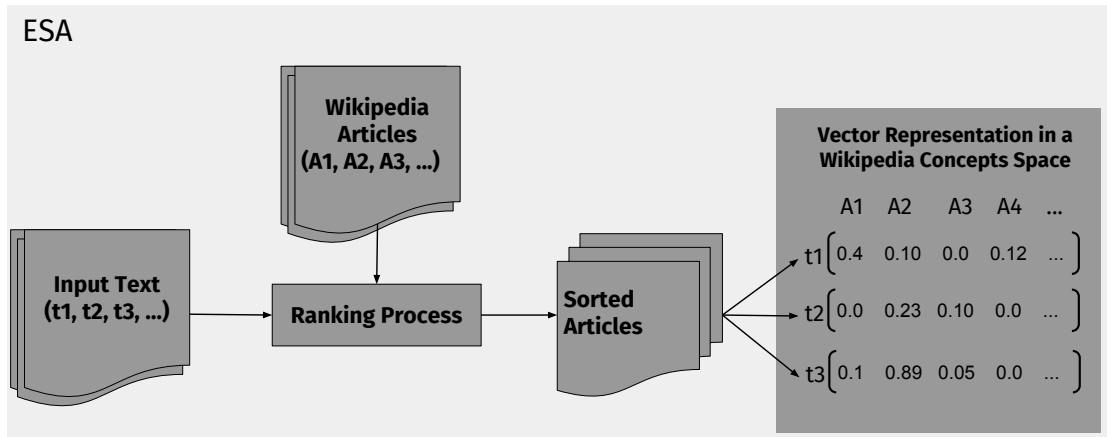 ESA
Wikipedia
Articles
(A1, A2, A3, ...)
Input Text
(t1, t2, t3, ...)
Ranking Process
Sorted
Articles
Vector Representation in a
Wikipedia Concepts Space
A1 A2 A3 A4 ...
t1 0.4 0.10 0.0 0.12 ...
t2 0.0 0.23 0.10 0.0 ...
t3 0.1 0.89 0.05 0.0 ...